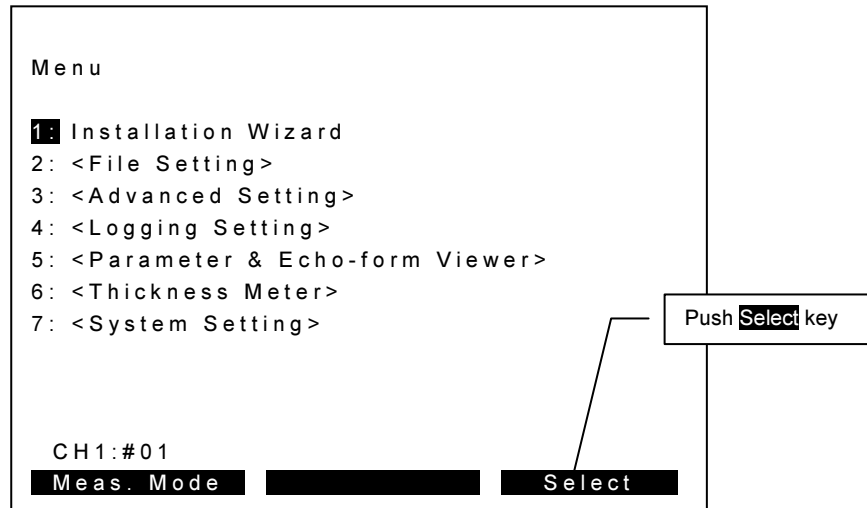 Menu
1: Installation Wizard
2: <File Setting>
3: <Advanced Setting>
4: <Logging Setting>
5: <Parameter & Echo-form Viewer>
6: <Thickness Meter>
7: <System Setting>
Push Select key
CH1:#01
Meas. Mode Select